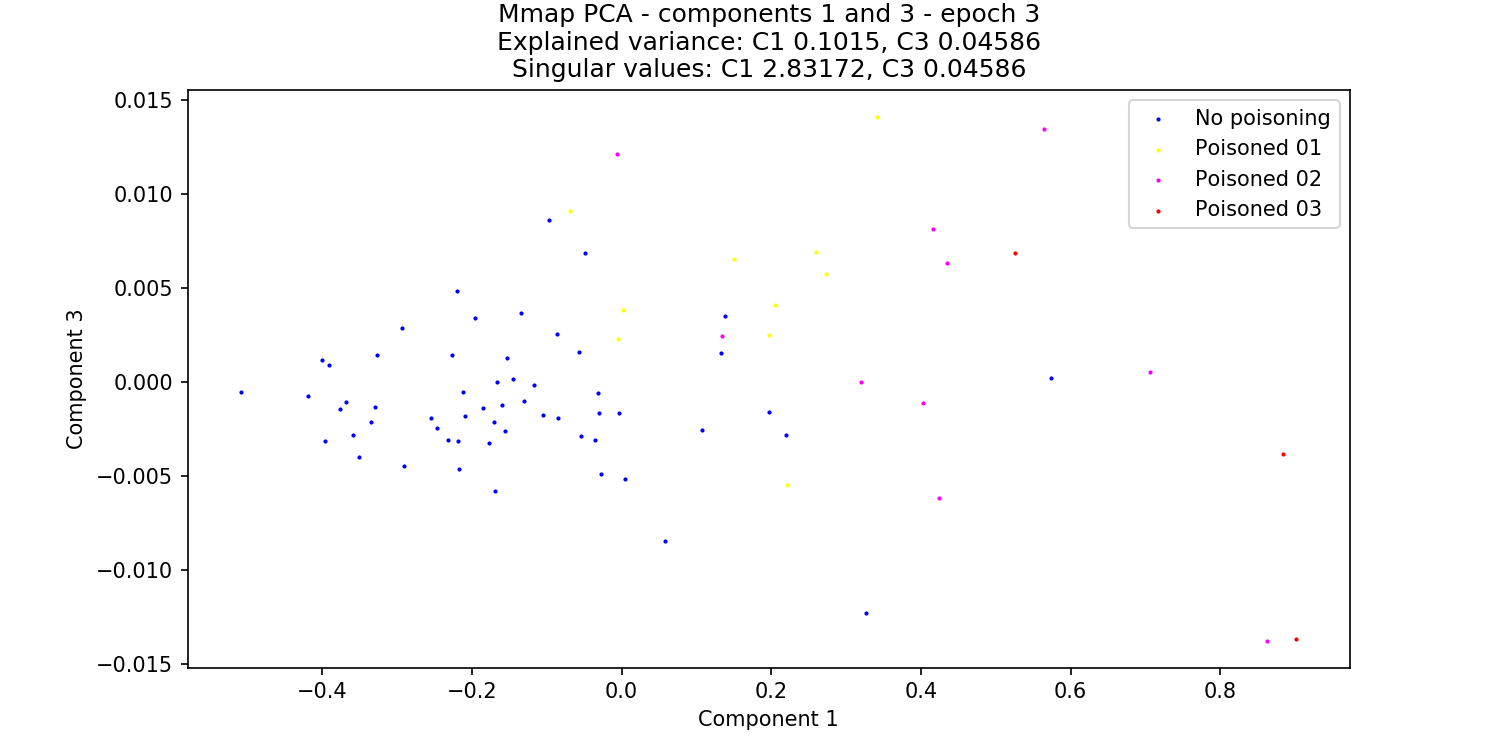 Mmap PCA - components 1 and 3 - epoch 3
Explained variance: C1 0.1015, C3 0.04586
Singular values: C1 2.83172, C3 0.04586
No poisoning
Poisoned 01
Poisoned 02
Poisoned 03
0.015
0.010
0.005
0.000
−0.005
−0.010
−0.015
Component 3
−0.4
−0.2
0.0
0.2
0.4
0.6
0.8
Component 1